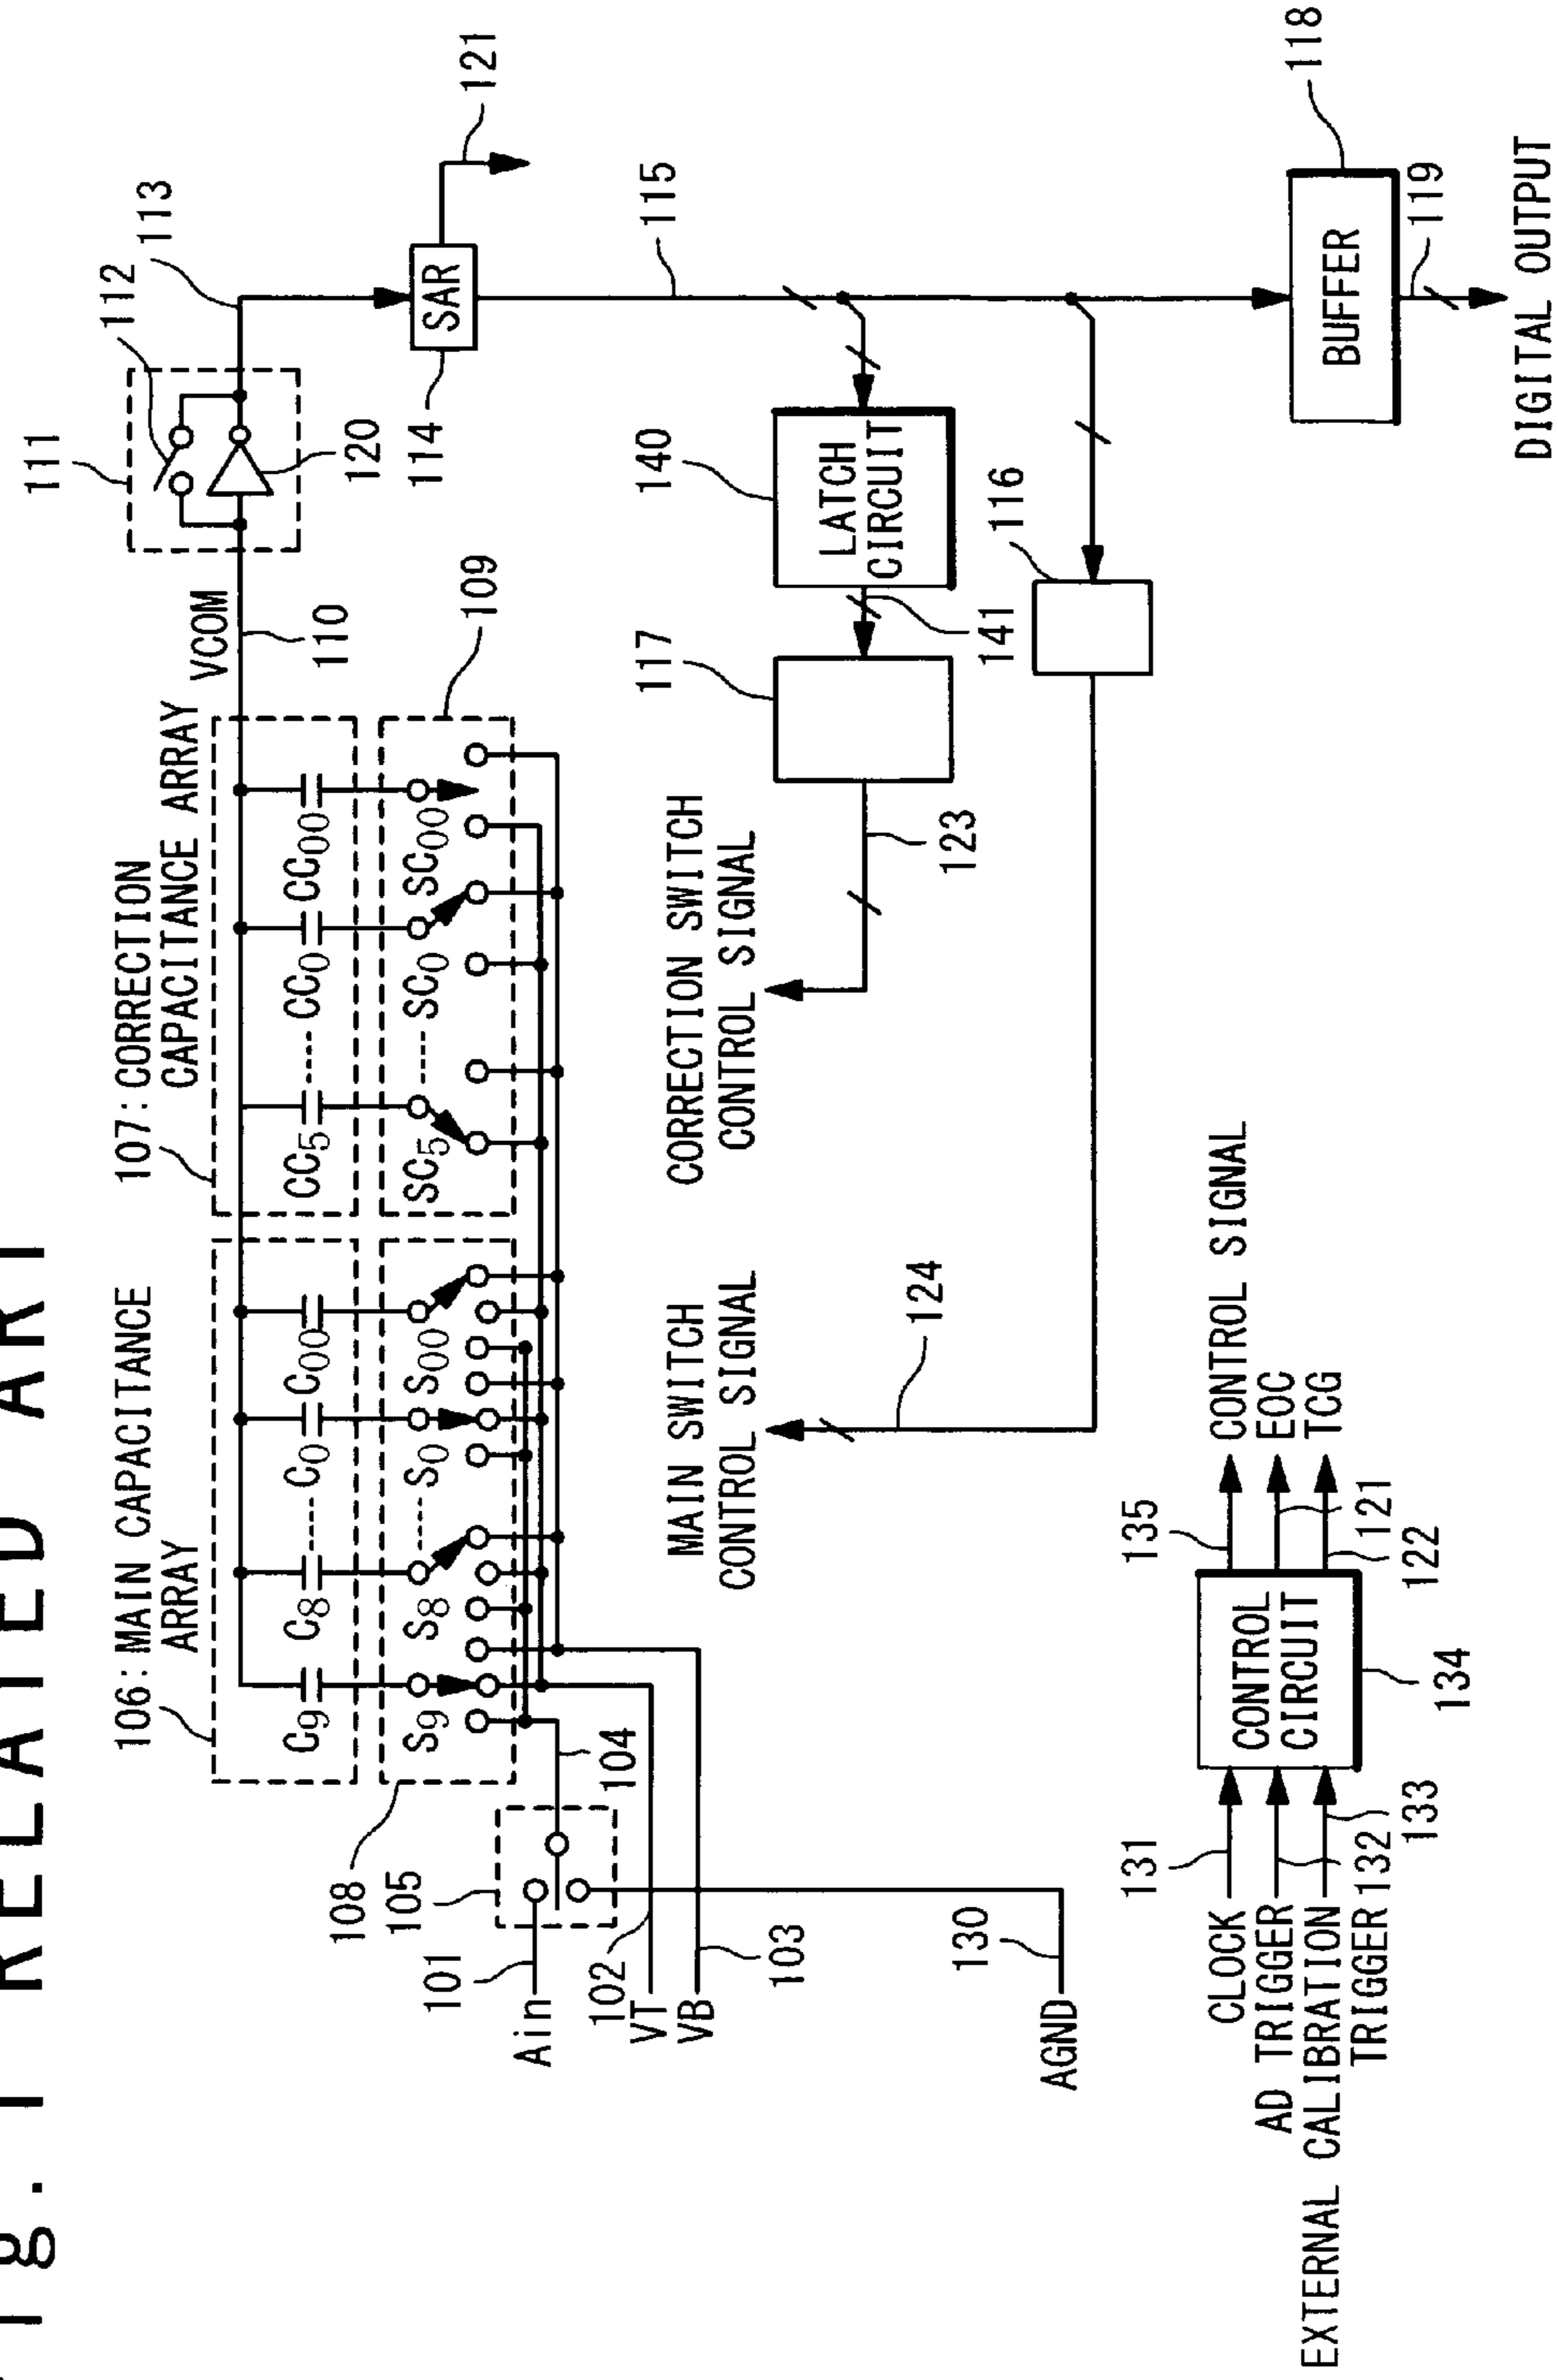 ig. 1 RELATED ART
106:MAIN CAPACITANCE
ARRAY
107:CORRECTION
CAPACITANCE ARRAY
VCOM
110
111
112
113
120
C9
C8
C0
C00
CC5
CC0
CC00
S9
S8
S0
S00
SC5
SC0
SC00
108
109
105
104
101
Ain
102
VT
VB
103
130
AGND
SAR
114
121
115
MAIN SWITCH
CONTROL SIGNAL
124
CORRECTION SWITCH
CONTROL SIGNAL
123
117
141
140
LATCH
CIRCUIT
116
BUFFER
118
119
DIGITAL OUTPUT
CLOCK
131
AD TRIGGER
132
EXTERNAL CALIBRATION
TRIGGER
133
CONTROL
CIRCUIT
134
135
CONTROL SIGNAL
EOC
121
TCG
122